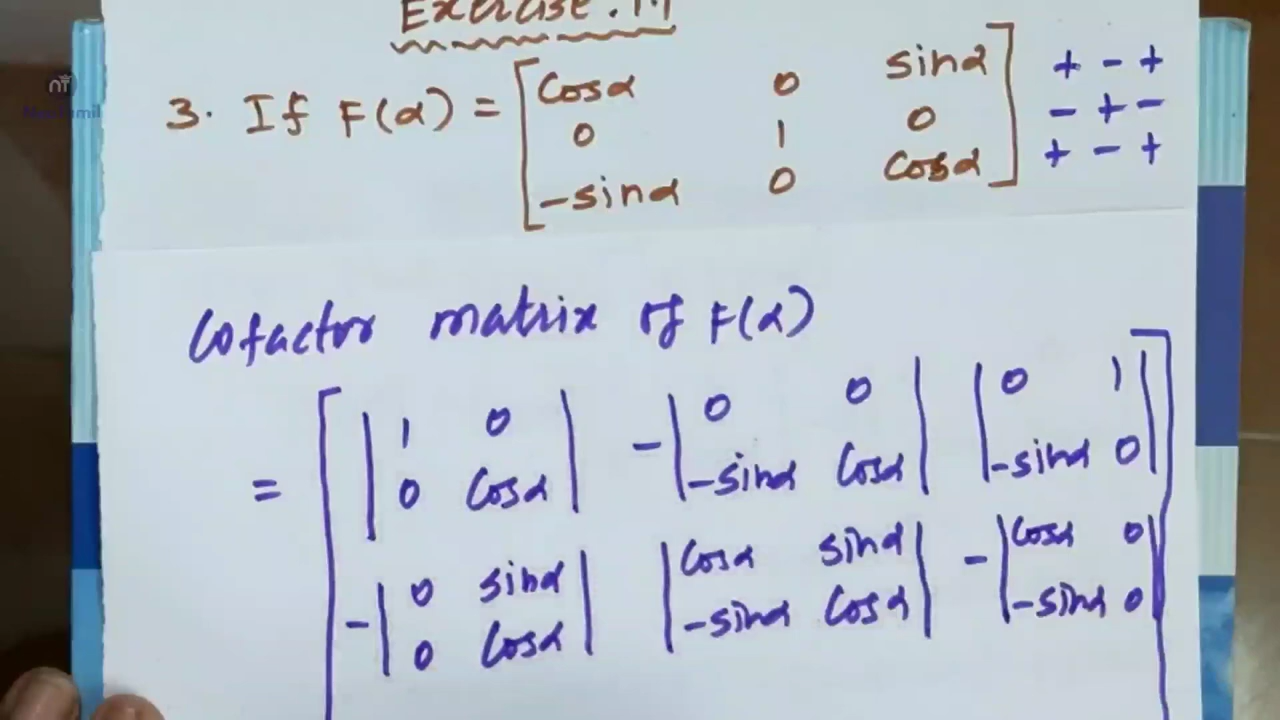 Exercise. 1.1
3. If F(α) = [ Cosα 0 sinα ] + - +
0 1 0 - + -
-sinα 0 Cosα + - +
Cofactor matrix of F(α)
= [ | 1 0 | - | 0 0 | | 0 1 | ]
| 0 Cosα | | -sinα Cosα | | -sinα 0 |
- | 0 sinα | | Cosα sinα | - | Cosα 0 |
| 0 Cosα | | -sinα Cosα | | -sinα 0 |